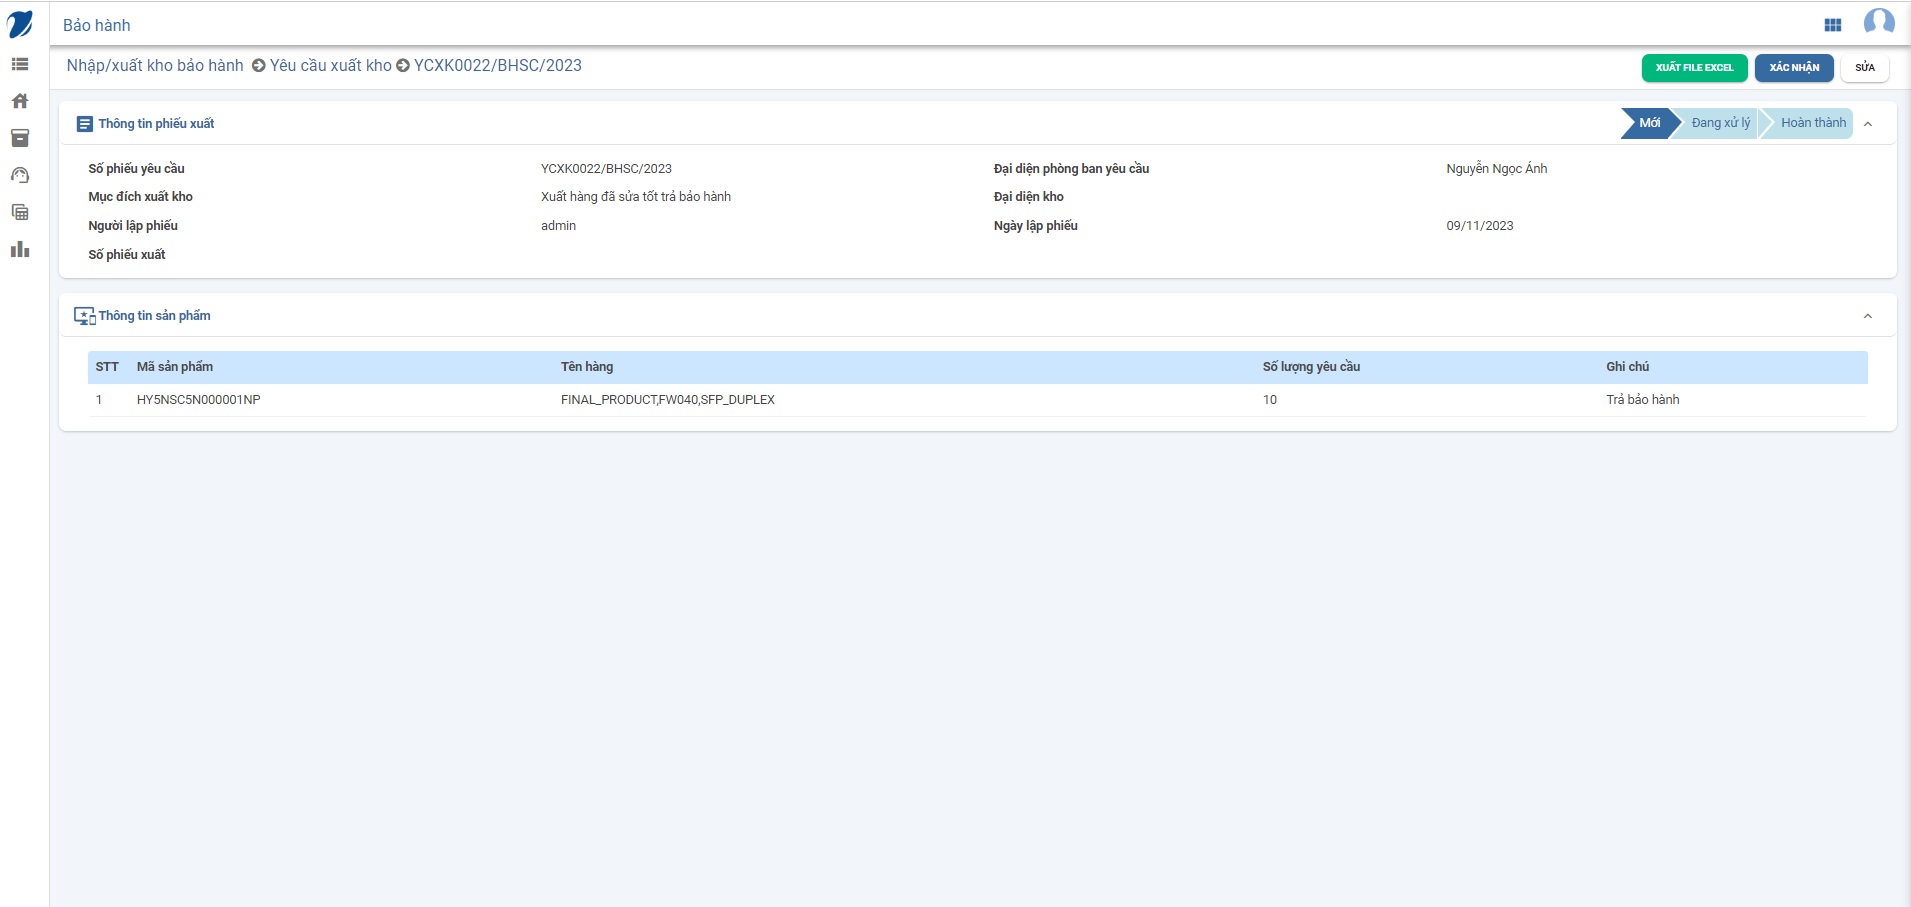 Bảo hành
Nhập/xuất kho bảo hành Yêu cầu xuất kho YCXK0022/BHSC/2023
XUẤT FILE EXCEL XÁC NHẬN SỬA
Thông tin phiếu xuất Mới Đang xử lý Hoàn thành
Số phiếu yêu cầu YCXK0022/BHSC/2023 Đại diện phòng ban yêu cầu Nguyễn Ngọc Ánh
Mục đích xuất kho Xuất hàng đã sửa tốt trả bảo hành Đại diện kho
Người lập phiếu admin Ngày lập phiếu 09/11/2023
Số phiếu xuất
Thông tin sản phẩm
STT Mã sản phẩm Tên hàng Số lượng yêu cầu Ghi chú
1 HY5NSC5N000001NP FINAL_PRODUCT,FW040,SFP_DUPLEX 10 Trả bảo hành